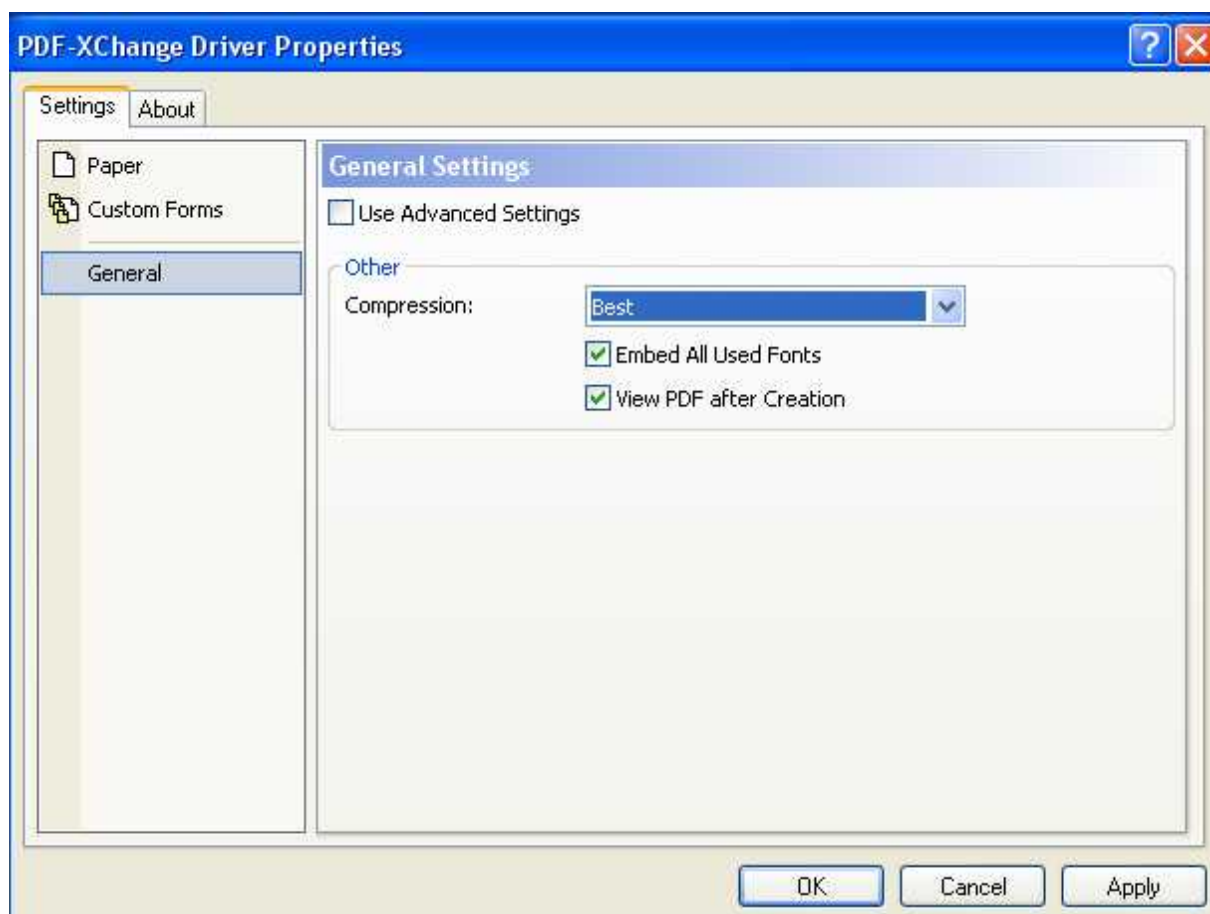 PDF-XChange Driver Properties
Settings
About
Paper
Custom Forms
General
General Settings
Use Advanced Settings
Other
Compression:
Best
Embed All Used Fonts
View PDF after Creation
OK
Cancel
Apply